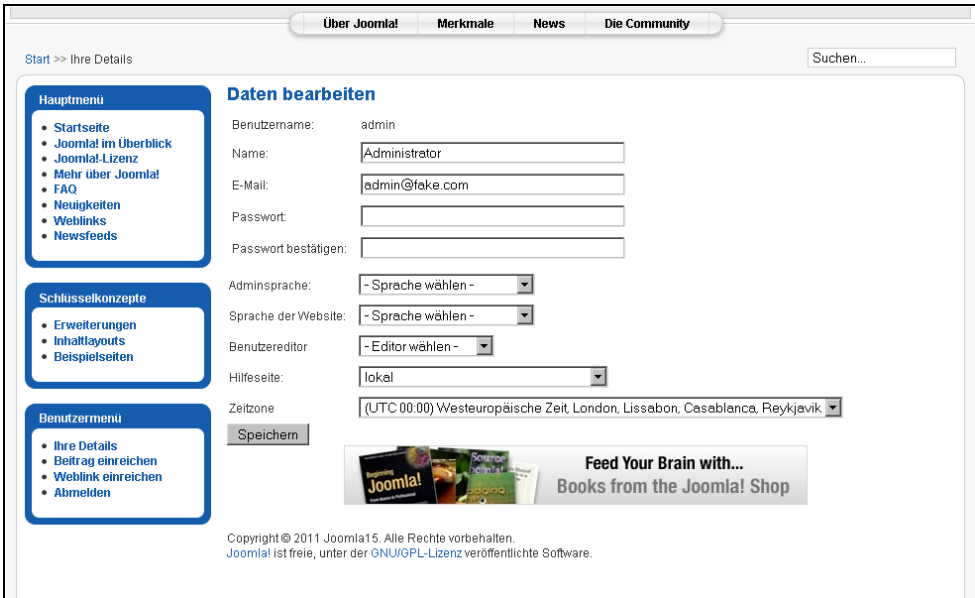 Über Joomla! Merkmale News Die Community
Start >> Ihre Details
Suchen...
Hauptmenü
Startseite
Joomla! im Überblick
Joomla!-Lizenz
Mehr über Joomla!
FAQ
Neuigkeiten
Weblinks
Newsfeeds
Schlüsselkonzepte
Erweiterungen
Inhaltlayouts
Beispielseiten
Benutzermenü
Ihre Details
Beitrag einreichen
Weblink einreichen
Abmelden
Daten bearbeiten
Benutzername: admin
Name: Administrator
E-Mail: admin@fake.com
Passwort:
Passwort bestätigen:
Adminsprache: - Sprache wählen -
Sprache der Website: - Sprache wählen -
Benutzereditor - Editor wählen -
Hilfeseite: lokal
Zeitzone (UTC 00:00) Westeuropäische Zeit, London, Lissabon, Casablanca, Reykjavik
Speichern
Beginning
Joomla!
Feed Your Brain with...
Books from the Joomla! Shop
Copyright © 2011 Joomla15. Alle Rechte vorbehalten.
Joomla! ist freie, unter der GNU/GPL-Lizenz veröffentlichte Software.